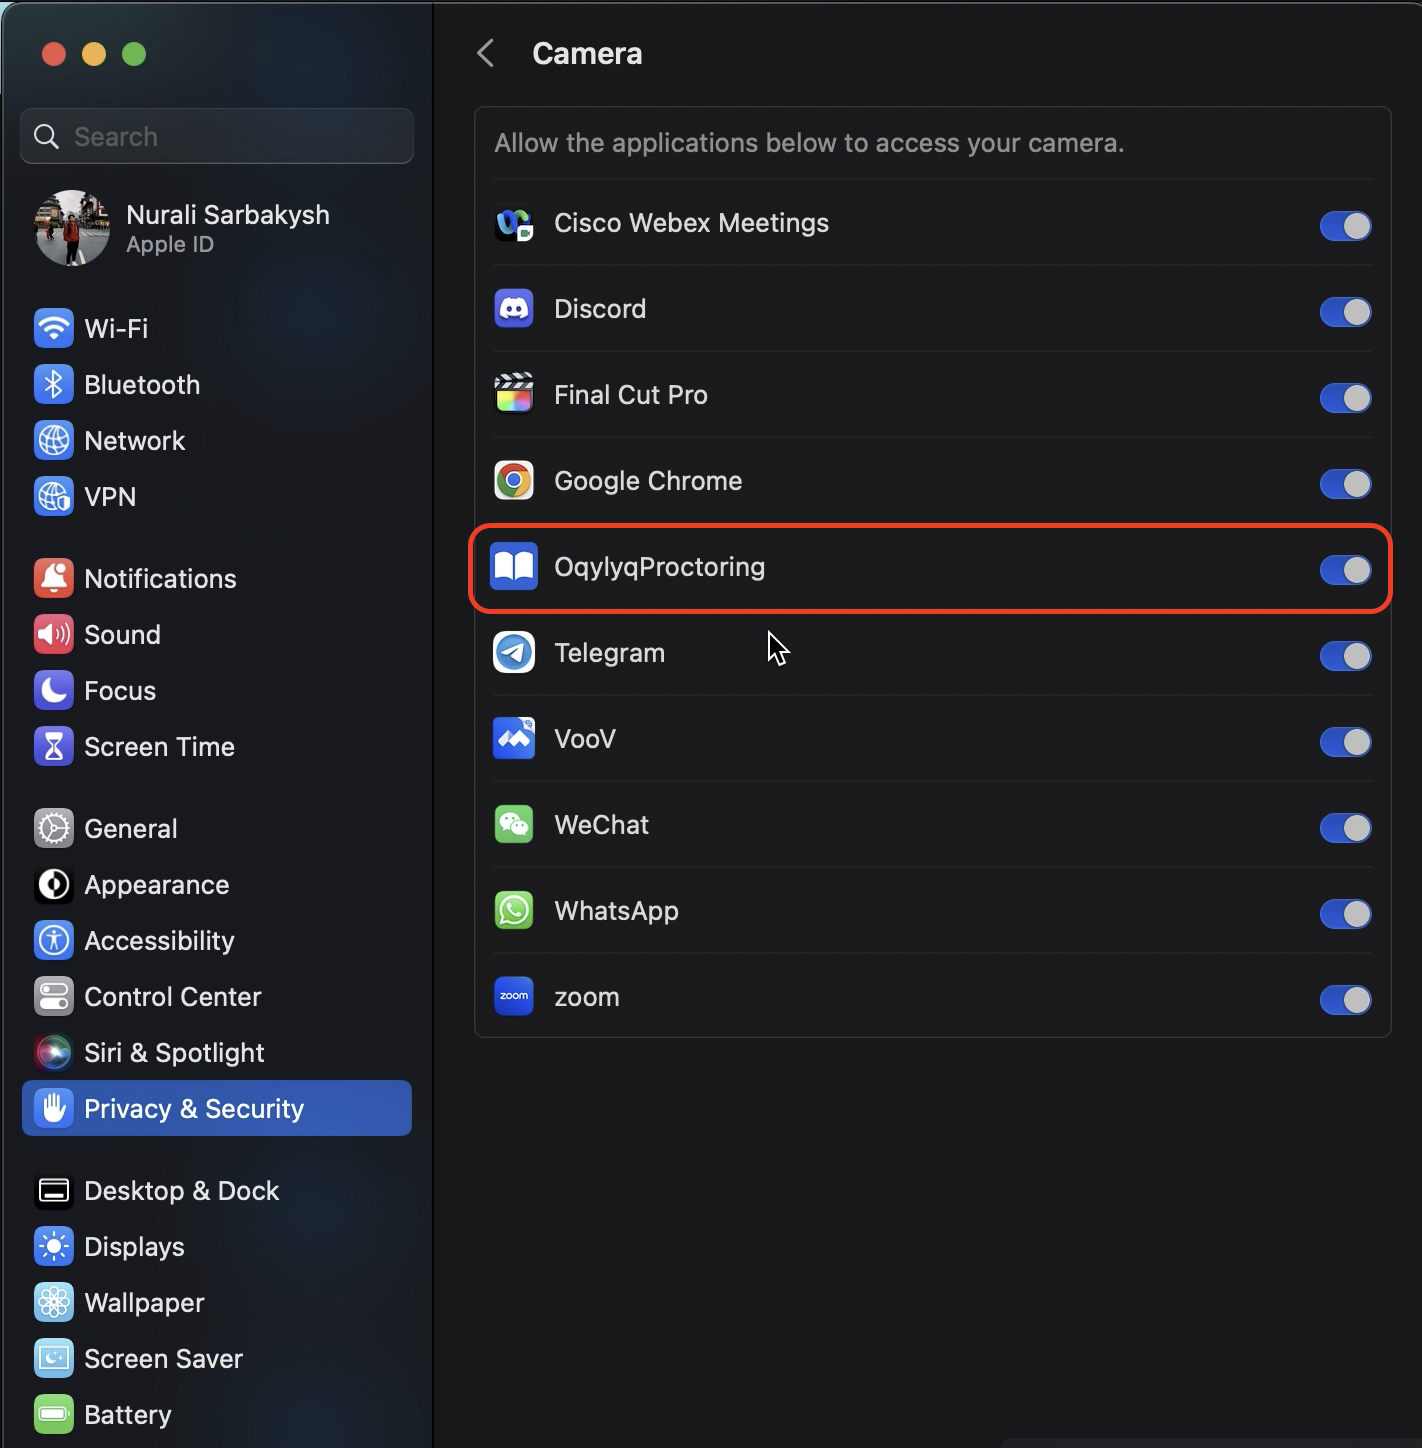 Search
Nurali Sarbakysh
Apple ID
Wi-Fi
Bluetooth
Network
VPN
Notifications
Sound
Focus
Screen Time
General
Appearance
Accessibility
Control Center
Siri & Spotlight
Privacy & Security
Desktop & Dock
Displays
Wallpaper
Screen Saver
Battery
Camera
Allow the applications below to access your camera.
Cisco Webex Meetings
Discord
Final Cut Pro
Google Chrome
OqylyqProctoring
Telegram
VooV
WeChat
WhatsApp
zoom
zoom